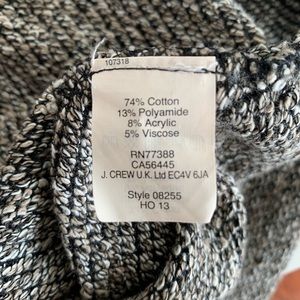 107318
74% Cotton
13% Polyamide
8% Acrylic
5% Viscose
RN77388
CA56445
J. CREW U.K. Ltd EC4V 6JA
Style 08255
HO 13